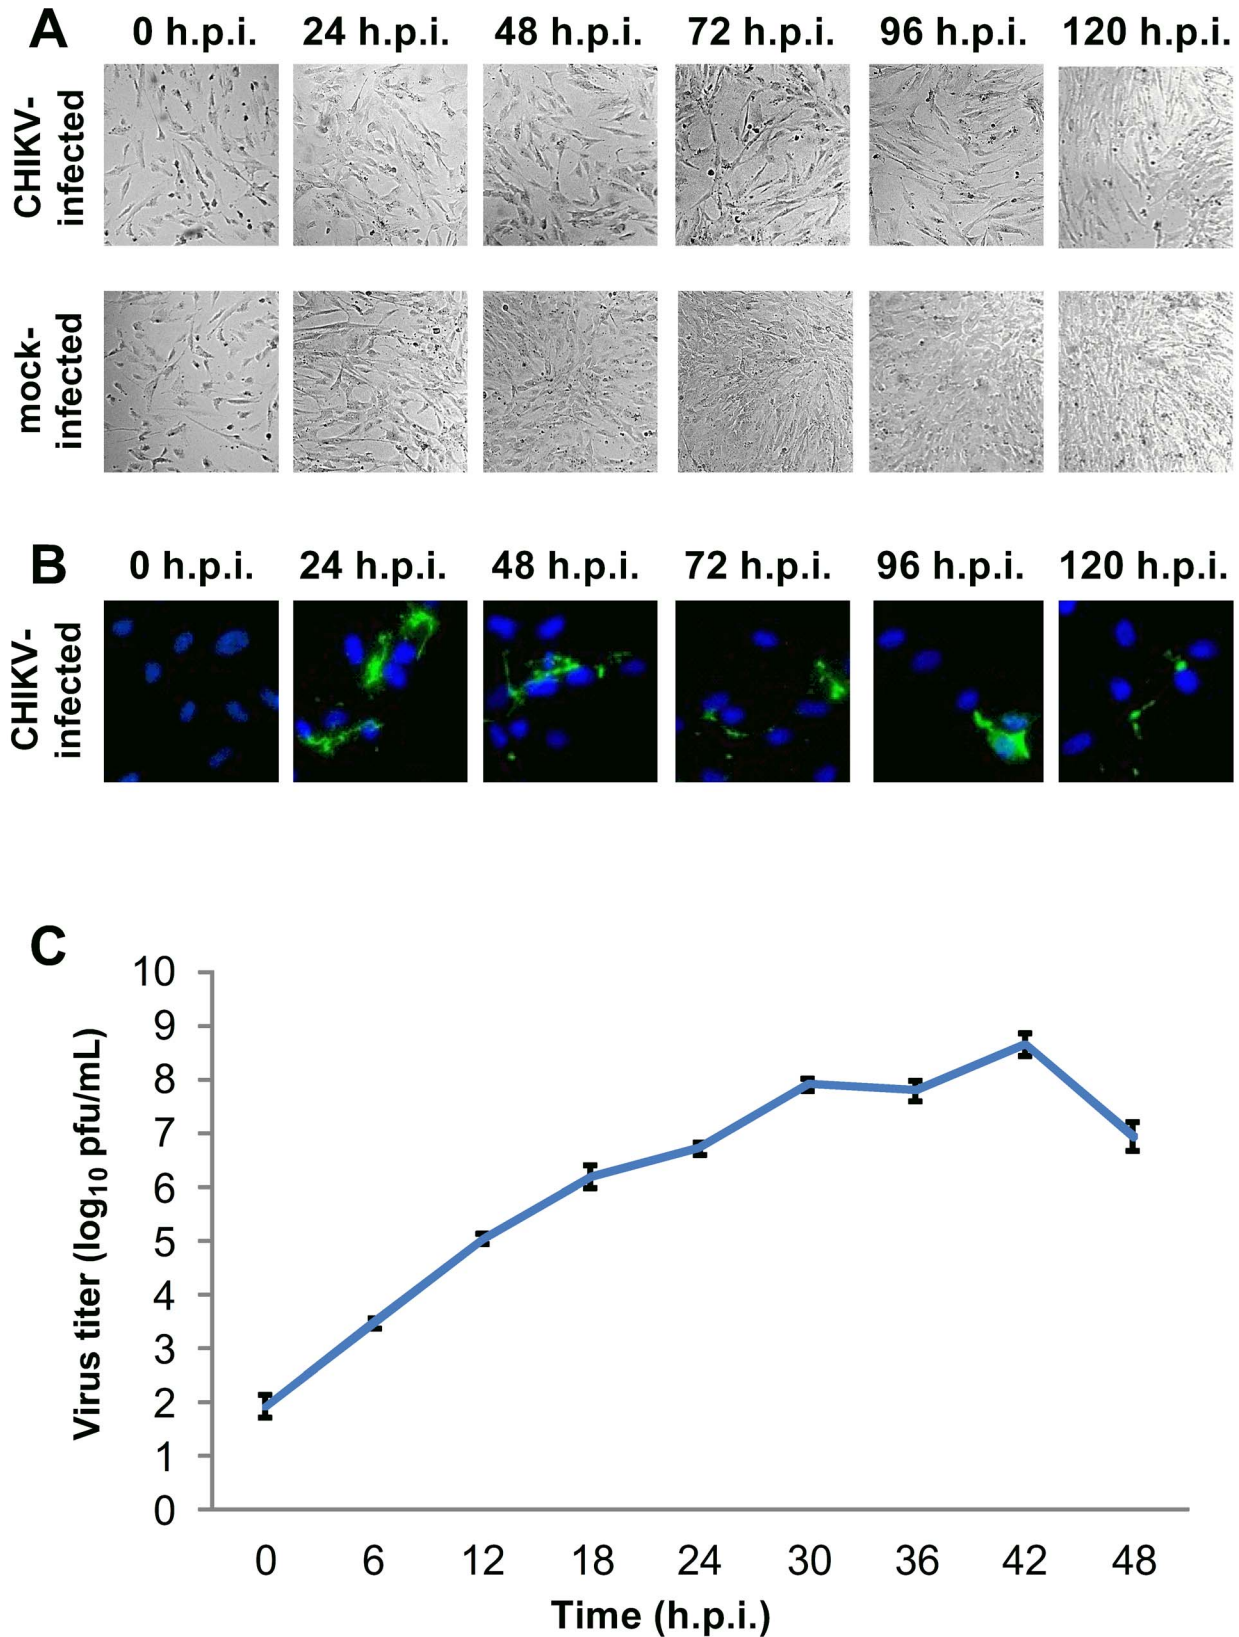 A
0 h.p.i. 24 h.p.i. 48 h.p.i. 72 h.p.i. 96 h.p.i. 120 h.p.i.
CHIKV-
infected
mock-
infected
B
0 h.p.i. 24 h.p.i. 48 h.p.i. 72 h.p.i. 96 h.p.i. 120 h.p.i.
CHIKV-
infected
C
Virus titer (log10 pfu/mL)
10
9
8
7
6
5
4
3
2
1
0
0 6 12 18 24 30 36 42 48
Time (h.p.i.)